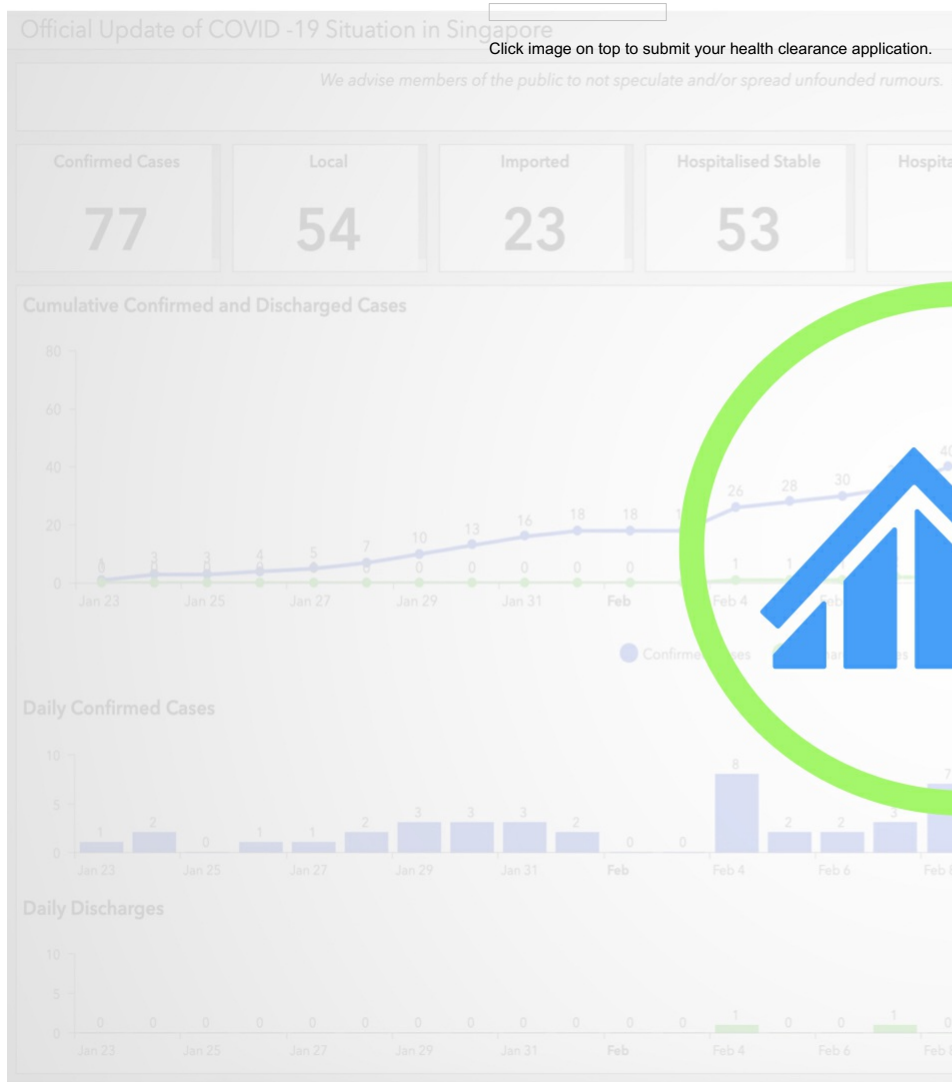 Official Update of COVID -19 Situation in Singapore
Click image on top to submit your health clearance application.
We advise members of the public to not speculate and/or spread unfounded rumours.
Confirmed Cases Local Imported Hospitalised Stable
77 54 23 53
Cumulative Confirmed and Discharged Cases
80
60
40
20
0
40
30
28
26
18 18
16
13
10
7
5
4
3 3
0 0 0 0 0 0 1 1
Jan 23 Jan 25 Jan 27 Jan 29 Jan 31 Feb Feb 4
Daily Confirmed Cases
10
5
0
1 2 0 1 1 2 3 3 3 2 0 0 8 2 2 3 7
Jan 23 Jan 25 Jan 27 Jan 29 Jan 31 Feb Feb 4 Feb 6 Feb 8
Daily Discharges
10
5
0
0 0 0 0 0 0 0 0 0 0 0 0 1 0 0 1 0
Jan 23 Jan 25 Jan 27 Jan 29 Jan 31 Feb Feb 4 Feb 6 Feb 8